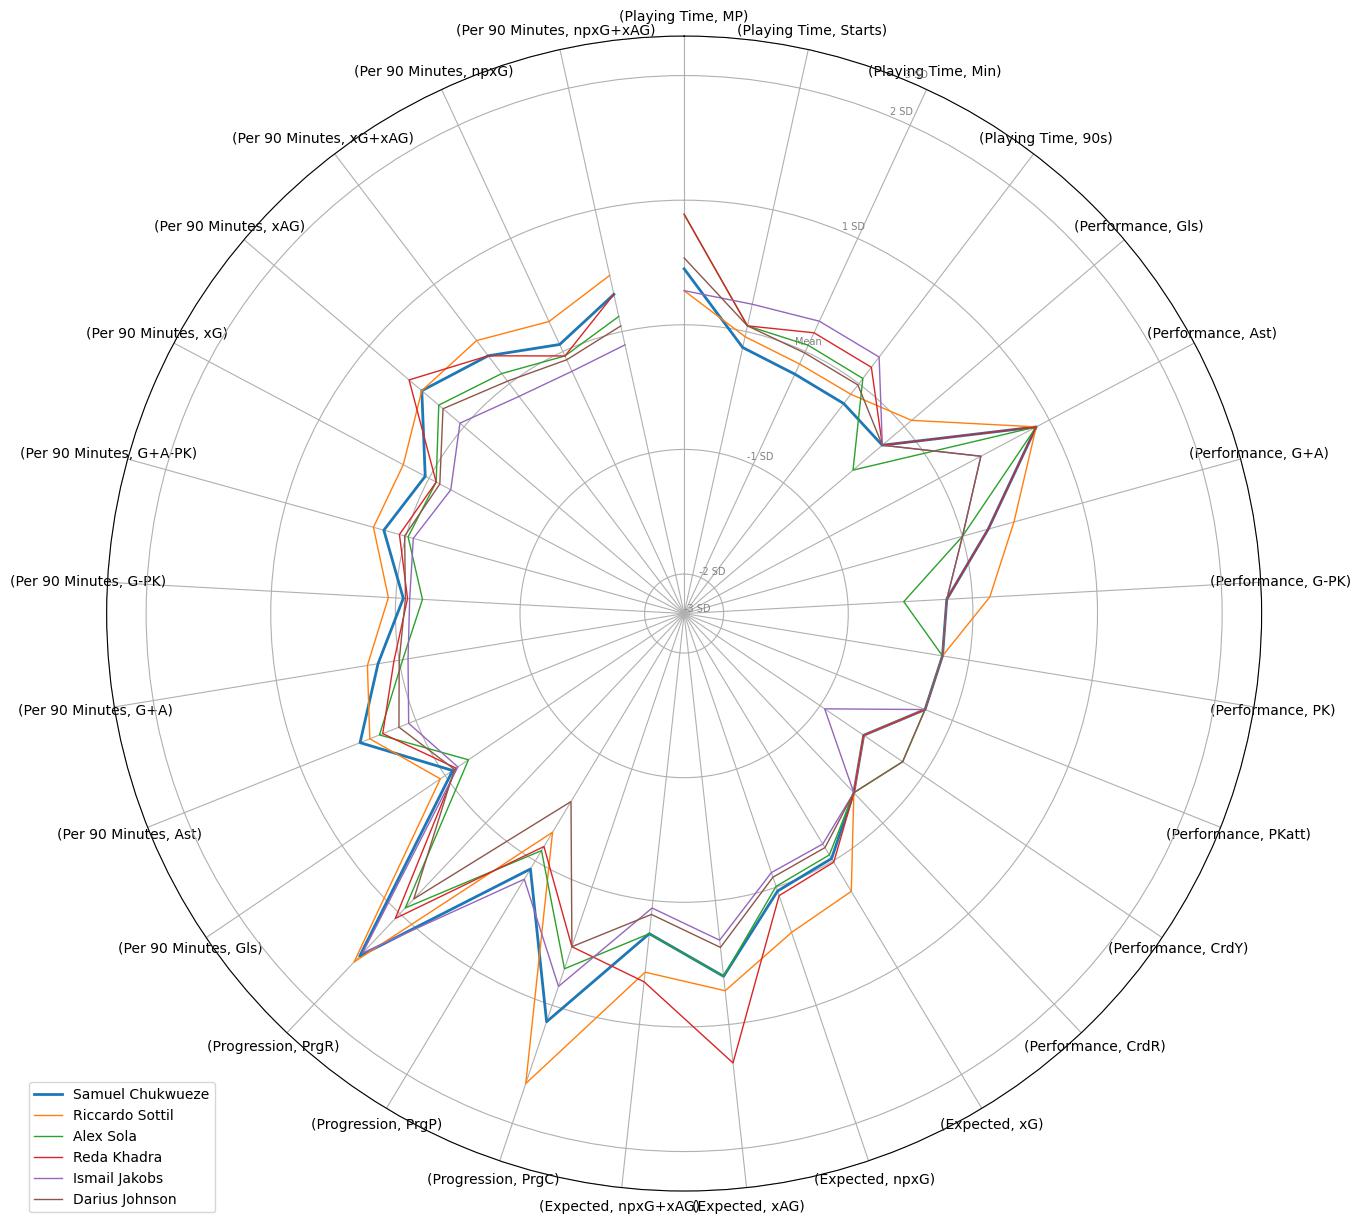 (Playing Time, MP)
(Per 90 Minutes, npxG+xAG)
(Playing Time, Starts)
(Per 90 Minutes, npxG)
(Playing Time, Min)
2 SD
(Per 90 Minutes, xG+xAG)
(Playing Time, 90s)
(Per 90 Minutes, xAG)
1 SD
(Performance, Gls)
(Per 90 Minutes, xG)
Mean
(Performance, Ast)
(Per 90 Minutes, G+A-PK)
-1 SD
(Performance, G+A)
-2 SD
(Per 90 Minutes, G-PK)
(Performance, G-PK)
-3 SD
(Per 90 Minutes, G+A)
(Performance, PK)
(Per 90 Minutes, Ast)
(Performance, PKatt)
(Per 90 Minutes, Gls)
(Performance, CrdY)
(Progression, PrgR)
(Performance, CrdR)
(Progression, PrgP)
(Expected, xG)
(Progression, PrgC)
(Expected, npxG)
(Expected, npxG+xAG)
(Expected, xAG)
Samuel Chukwueze
Riccardo Sottil
Alex Sola
Reda Khadra
Ismail Jakobs
Darius Johnson